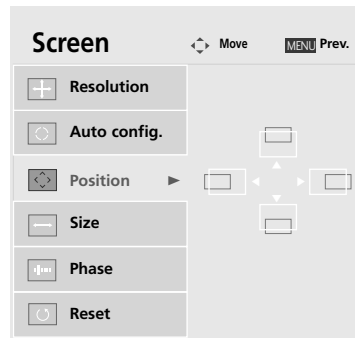 Screen
Move MENU Prev.
Resolution
Auto config.
Position
Size
Phase
Reset